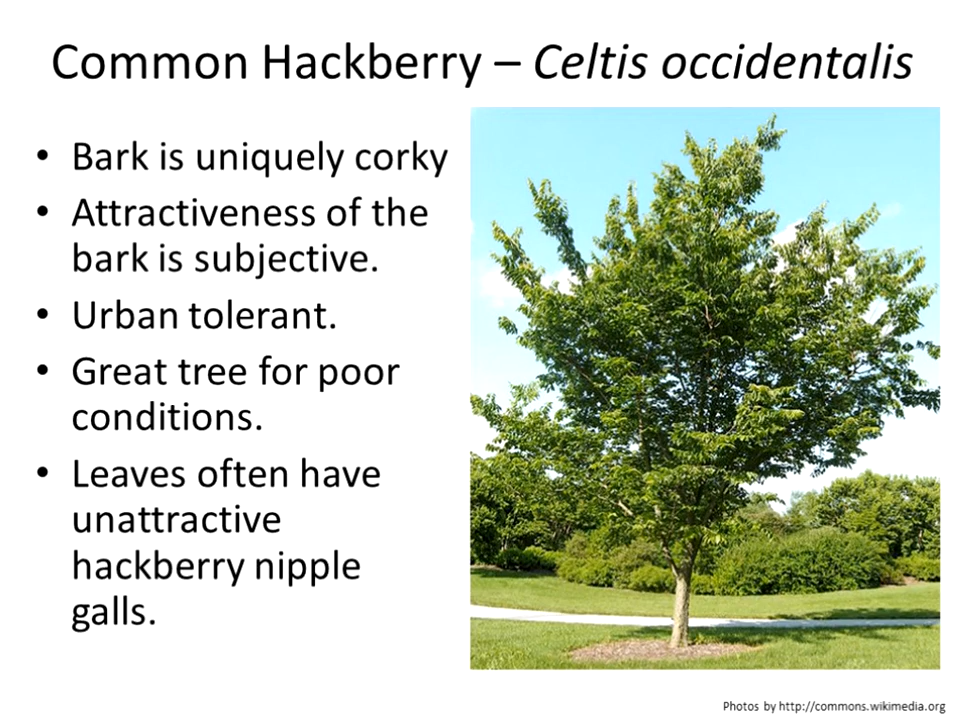 Common Hackberry – Celtis occidentalis
• Bark is uniquely corky
• Attractiveness of the
bark is subjective.
• Urban tolerant.
• Great tree for poor
conditions.
• Leaves often have
unattractive
hackberry nipple
galls.
Photos by http://commons.wikimedia.org